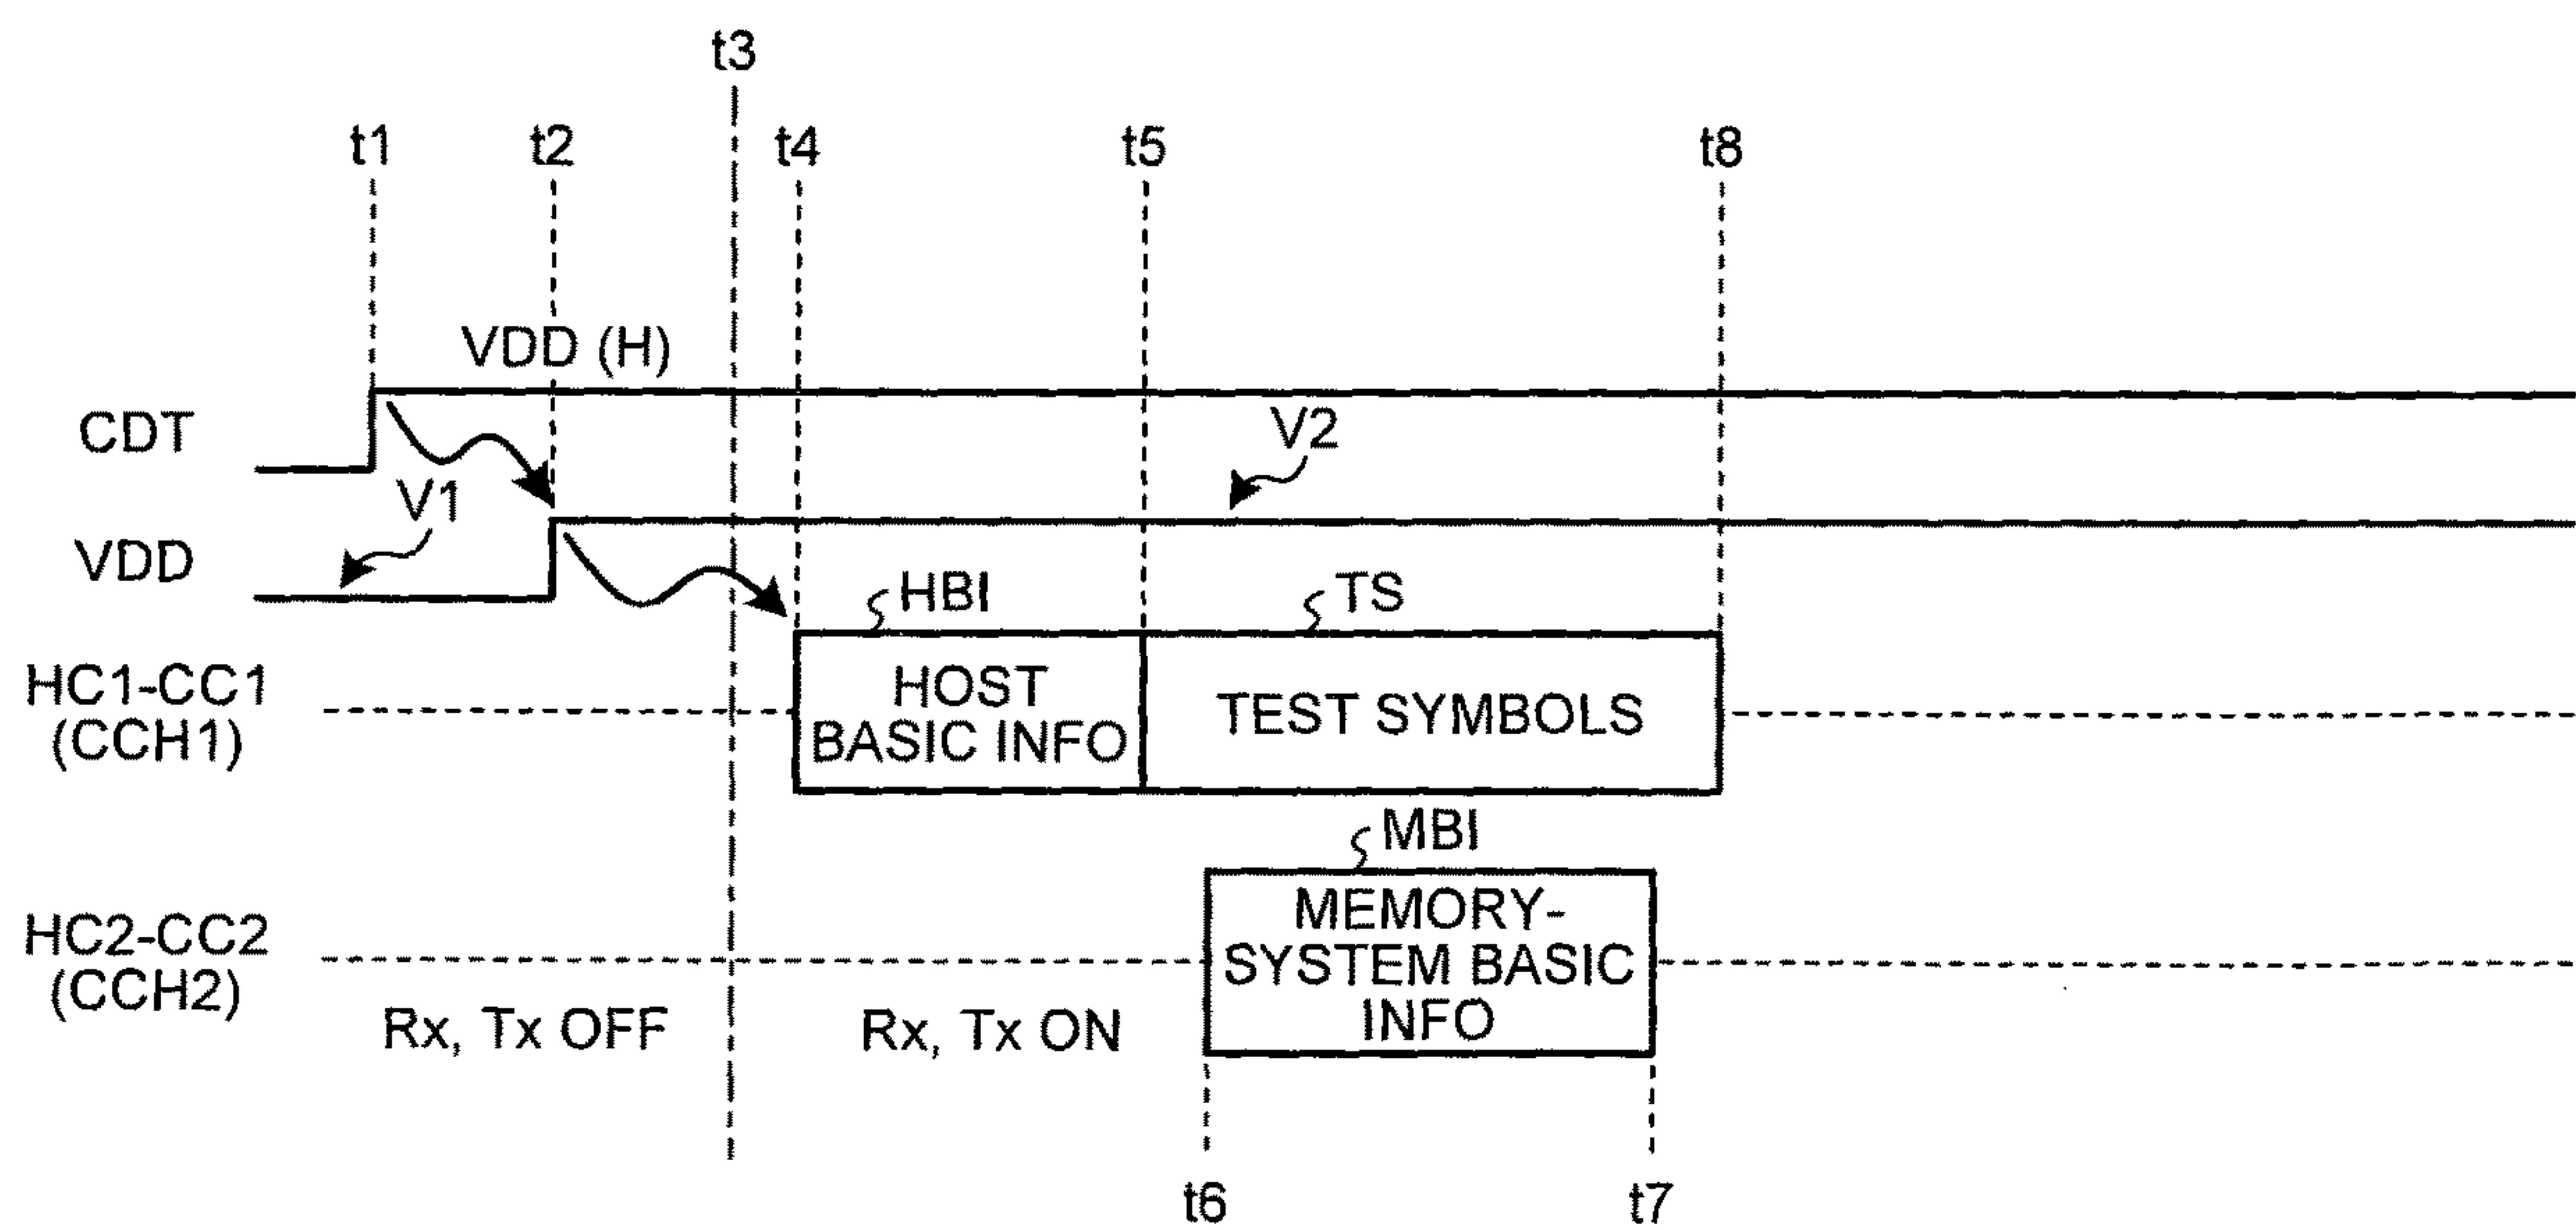 t3
t1
t2
t4
t5
t8
VDD (H)
CDT
V2
V1
VDD
HBI
TS
HC1-CC1
(CCH1)
HOST
BASIC INFO
TEST SYMBOLS
MBI
HC2-CC2
(CCH2)
MEMORY-
SYSTEM BASIC
INFO
Rx, Tx OFF
Rx, Tx ON
t6
t7